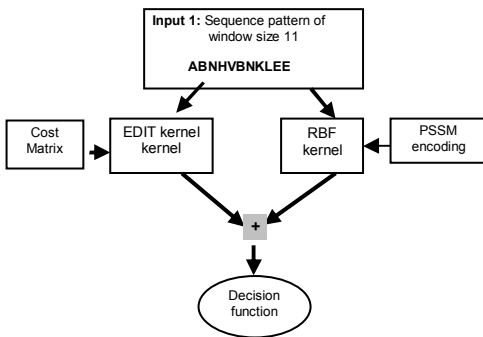 Input 1: Sequence pattern of
window size 11
ABNHVBNKLEE
Cost
Matrix
EDIT kernel
kernel
RBF
kernel
PSSM
encoding
+
Decision
function